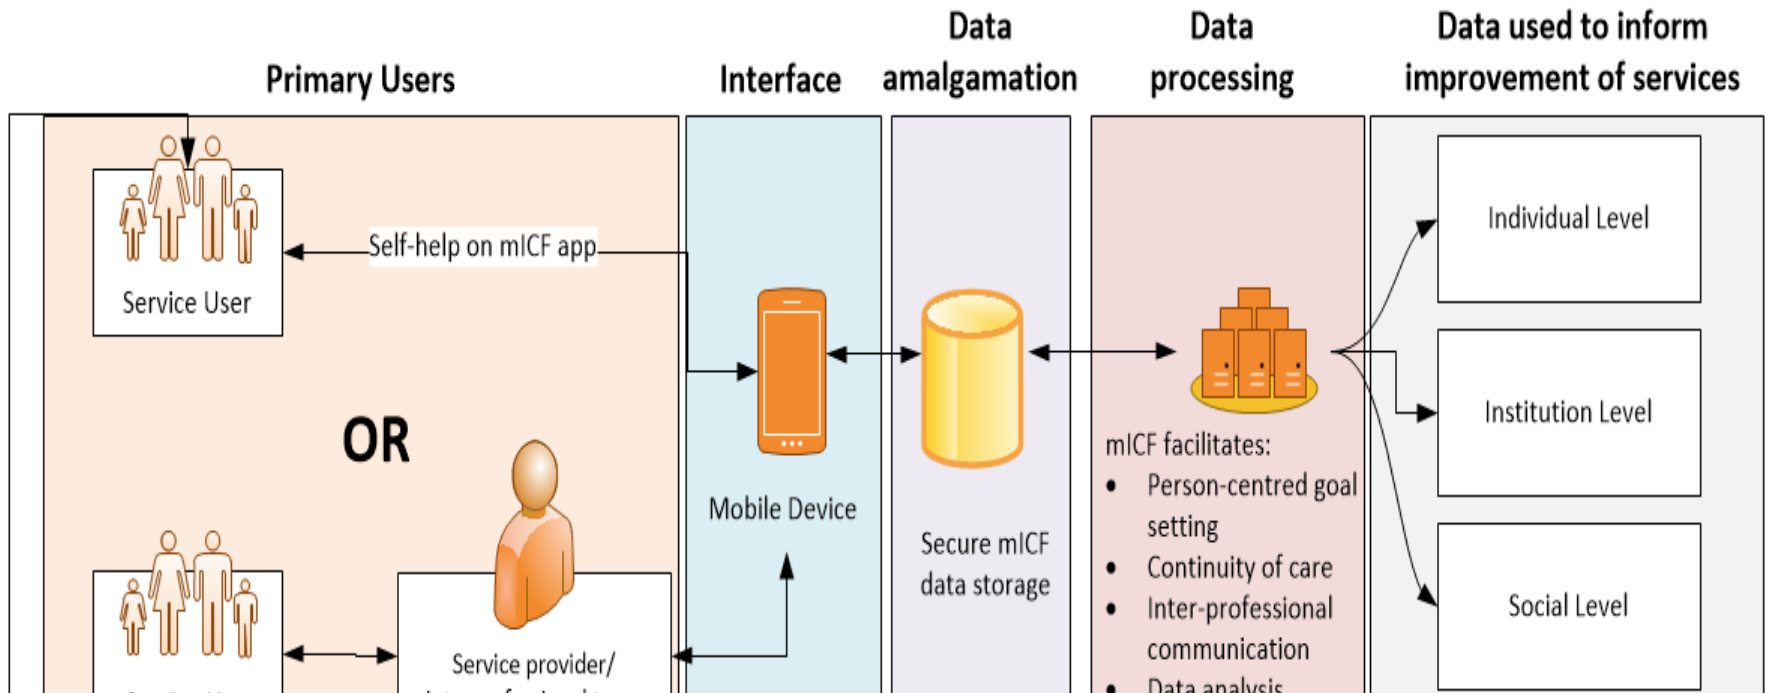 Primary Users
Interface
Data
amalgamation
Data
processing
Data used to inform
improvement of services
Service User
Self-help on mICF app
OR
Service provider/
Mobile Device
Secure mICF
data storage
mICF facilitates:
• Person-centred goal
setting
• Continuity of care
• Inter-professional
communication
• Data analysis
Individual Level
Institution Level
Social Level